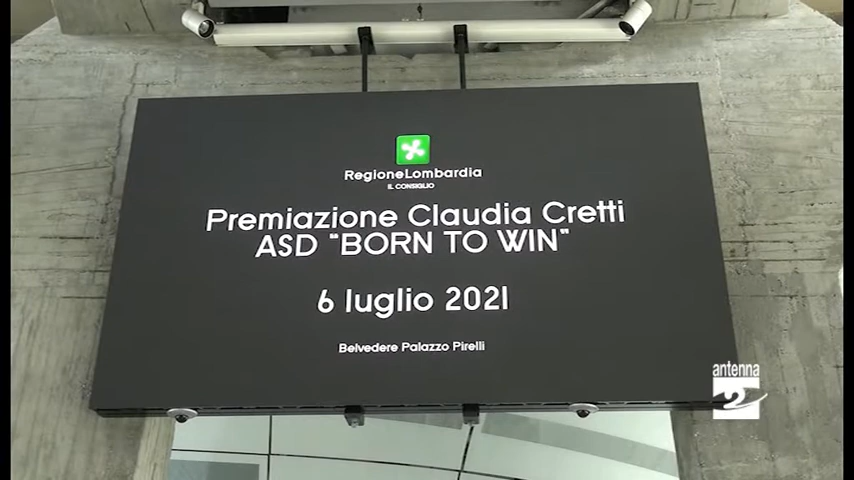 RegioneLombardia
IL CONSIGLIO
Premiazione Claudia Cretti
ASD "BORN TO WIN"
6 luglio 2021
Belvedere Palazzo Pirelli
antenna
2